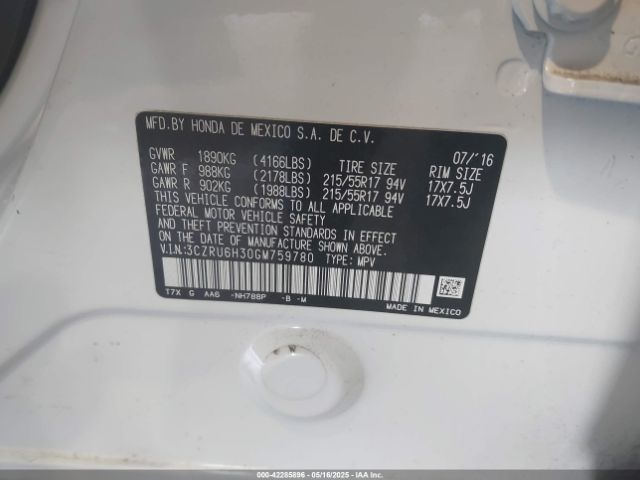 MFD.BY HONDA DE MEXICO S.A. DE C.V.
07/'16
GVWR 1890KG (4166LBS) TIRE SIZE RIM SIZE
GAWR F 988KG (2178LBS) 215/55R17 94V 17X7.5J
GAWR R 902KG (1988LBS) 215/55R17 94V 17X7.5J
THIS VEHICLE CONFORMS TO ALL APPLICABLE
FEDERAL MOTOR VEHICLE SAFETY
AND THEFT PREVENTION STANDARDS IN EFFECT
ON THE DATE OF MANUFACTURE SHOWN ABOVE.
V.I.N.:3CZRU6H30GM759780 TYPE: MPV
T7X G AA6 -NH788P -B -M
MADE IN MEXICO
000-42285896 - 05/16/2025 - IAAI.COM